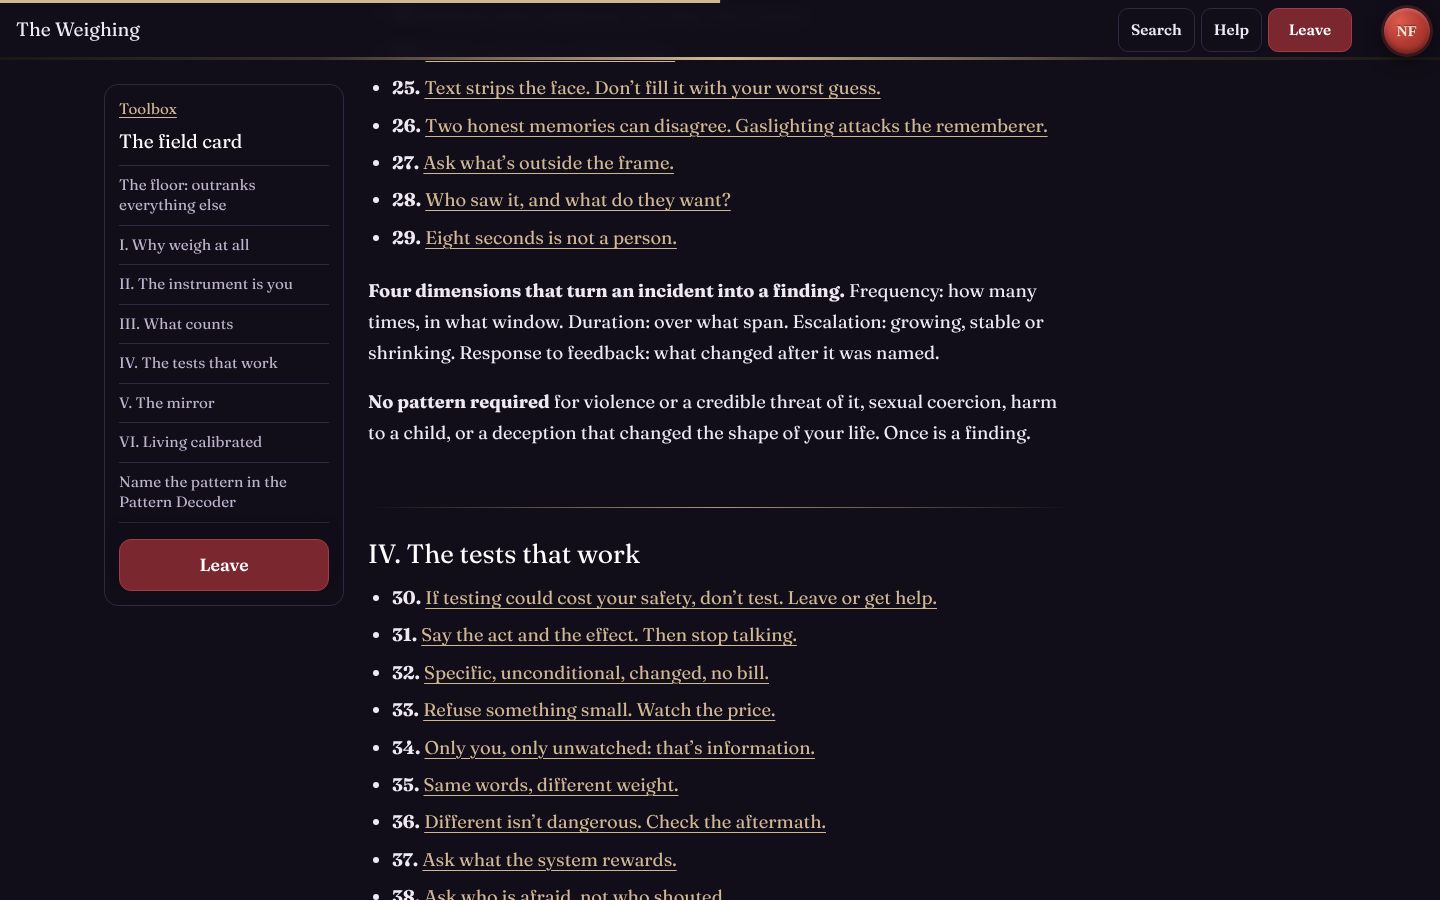 The Weighing
Search
Help
Leave
NF
Toolbox
The field card
The floor: outranks
everything else
I. Why weigh at all
II. The instrument is you
III. What counts
IV. The tests that work
V. The mirror
VI. Living calibrated
Name the pattern in the
Pattern Decoder
Leave
25. Text strips the face. Don’t fill it with your worst guess.
26. Two honest memories can disagree. Gaslighting attacks the rememberer.
27. Ask what’s outside the frame.
28. Who saw it, and what do they want?
29. Eight seconds is not a person.
Four dimensions that turn an incident into a finding. Frequency: how many
times, in what window. Duration: over what span. Escalation: growing, stable or
shrinking. Response to feedback: what changed after it was named.
No pattern required for violence or a credible threat of it, sexual coercion, harm
to a child, or a deception that changed the shape of your life. Once is a finding.
IV. The tests that work
30. If testing could cost your safety, don’t test. Leave or get help.
31. Say the act and the effect. Then stop talking.
32. Specific, unconditional, changed, no bill.
33. Refuse something small. Watch the price.
34. Only you, only unwatched: that’s information.
35. Same words, different weight.
36. Different isn’t dangerous. Check the aftermath.
37. Ask what the system rewards.
38. Ask who is afraid, not who shouted.